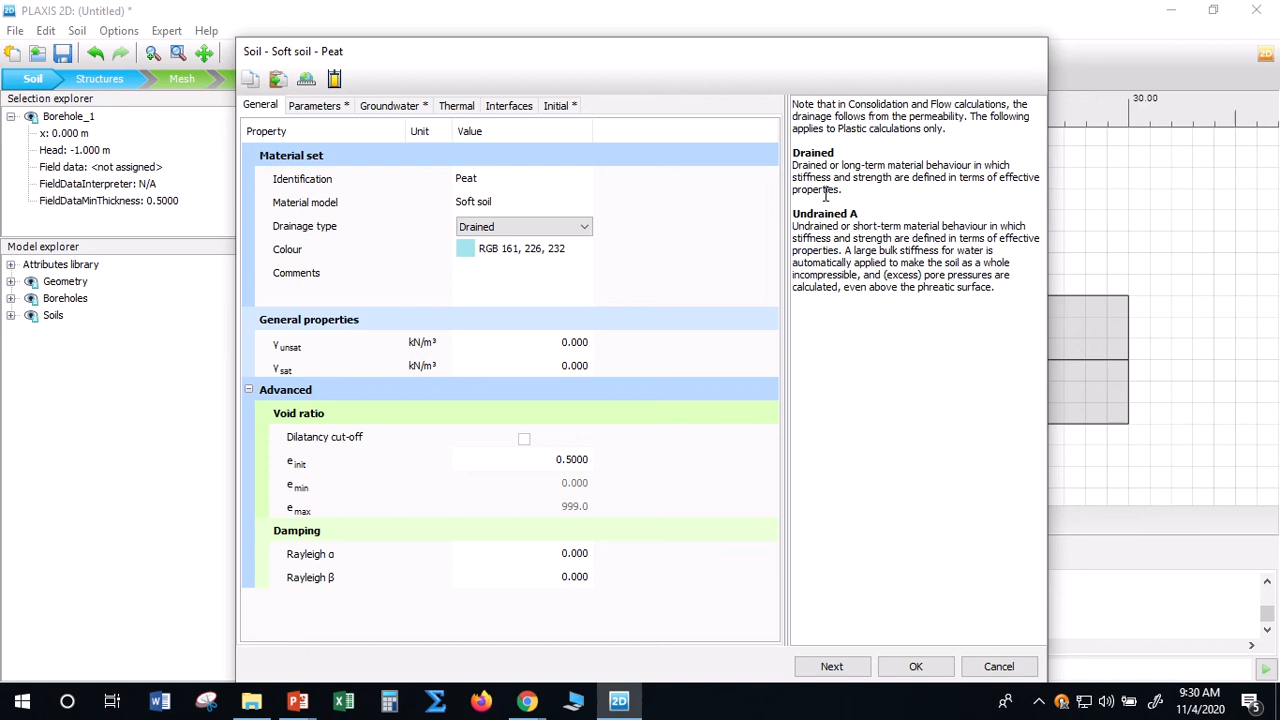 PLAXIS 2D: (Untitled) *
File Edit Soil Options Expert Help
Soil Structures Mesh
Selection explorer
Borehole_1
x: 0.000 m
Head: -1.000 m
Field data: <not assigned>
FieldDataInterpreter: N/A
FieldDataMinThickness: 0.5000
Model explorer
Attributes library
Geometry
Boreholes
Soils
Soil - Soft soil - Peat
General Parameters * Groundwater * Thermal Interfaces Initial *
Property Unit Value
Material set
Identification Peat
Material model Soft soil
Drainage type Drained
Colour RGB 161, 226, 232
Comments
General properties
γ unsat kN/m³ 0.000
γ sat kN/m³ 0.000
Advanced
Void ratio
Dilatancy cut-off
e init 0.5000
e min 0.000
e max 999.0
Damping
Rayleigh α 0.000
Rayleigh β 0.000
Note that in Consolidation and Flow calculations, the
drainage follows from the permeability. The following
applies to Plastic calculations only.
Drained
Drained or long-term material behaviour in which
stiffness and strength are defined in terms of effective
properties.
Undrained A
Undrained or short-term material behaviour in which
stiffness and strength are defined in terms of effective
properties. A large bulk stiffness for water is
automatically applied to make the soil as a whole
incompressible, and (excess) pore pressures are
calculated, even above the phreatic surface.
Next OK Cancel
2D
30.00
2D
9:30 AM
11/4/2020
5